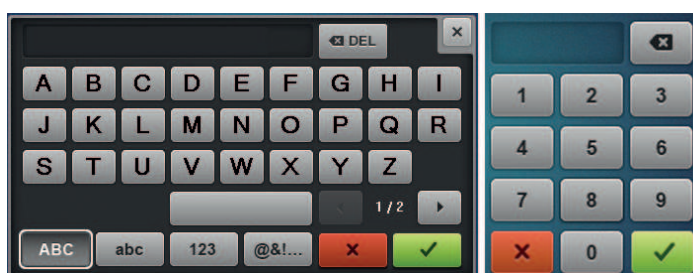 DEL
A B C D E F G H I
J K L M N O P Q R
S T U V W X Y Z
1 / 2
ABC abc 123 @&!...
1 2 3
4 5 6
7 8 9
0